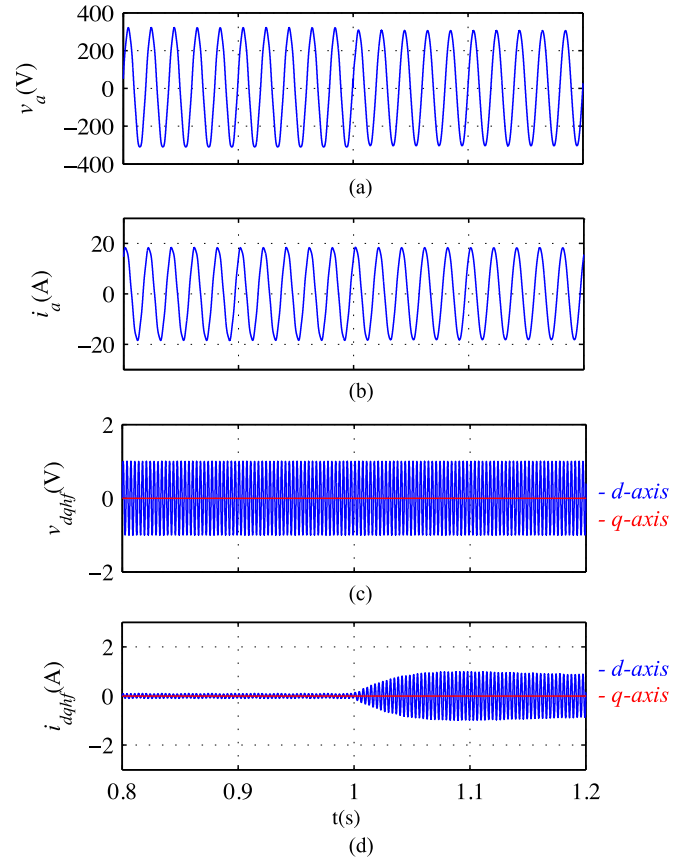 400
200
0
−200
−400
v_a(V)
(a)
20
0
−20
i_a(A)
(b)
2
0
−2
v_dqhf(V)
- d-axis
- q-axis
(c)
2
0
−2
i_dqhf(A)
- d-axis
- q-axis
0.8 0.9 1 1.1 1.2
t(s)
(d)